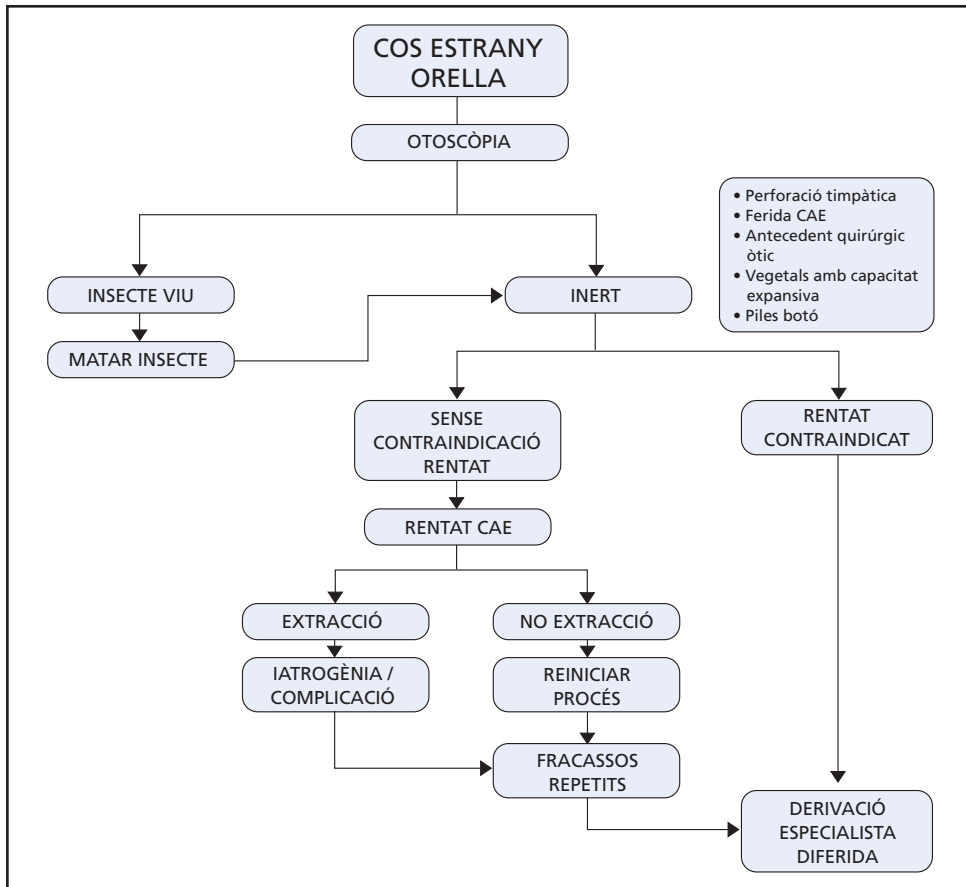 COS ESTRANY
ORELLA
OTOSCÒPIA
• Perforació timpàtica
• Ferida CAE
• Antecedent quirúrgic
òtic
• Vegetals amb capacitat
expansiva
• Piles botó
INSECTE VIU
INERT
MATAR INSECTE
SENSE
CONTRAINDICACIÓ
RENTAT
RENTAT
CONTRAINDICAT
RENTAT CAE
EXTRACCIÓ
NO EXTRACCIÓ
IATROGÈNIA /
COMPLICACIÓ
REINICIAR
PROCÉS
FRACASSOS
REPETITS
DERIVACIÓ
ESPECIALISTA
DIFERIDA